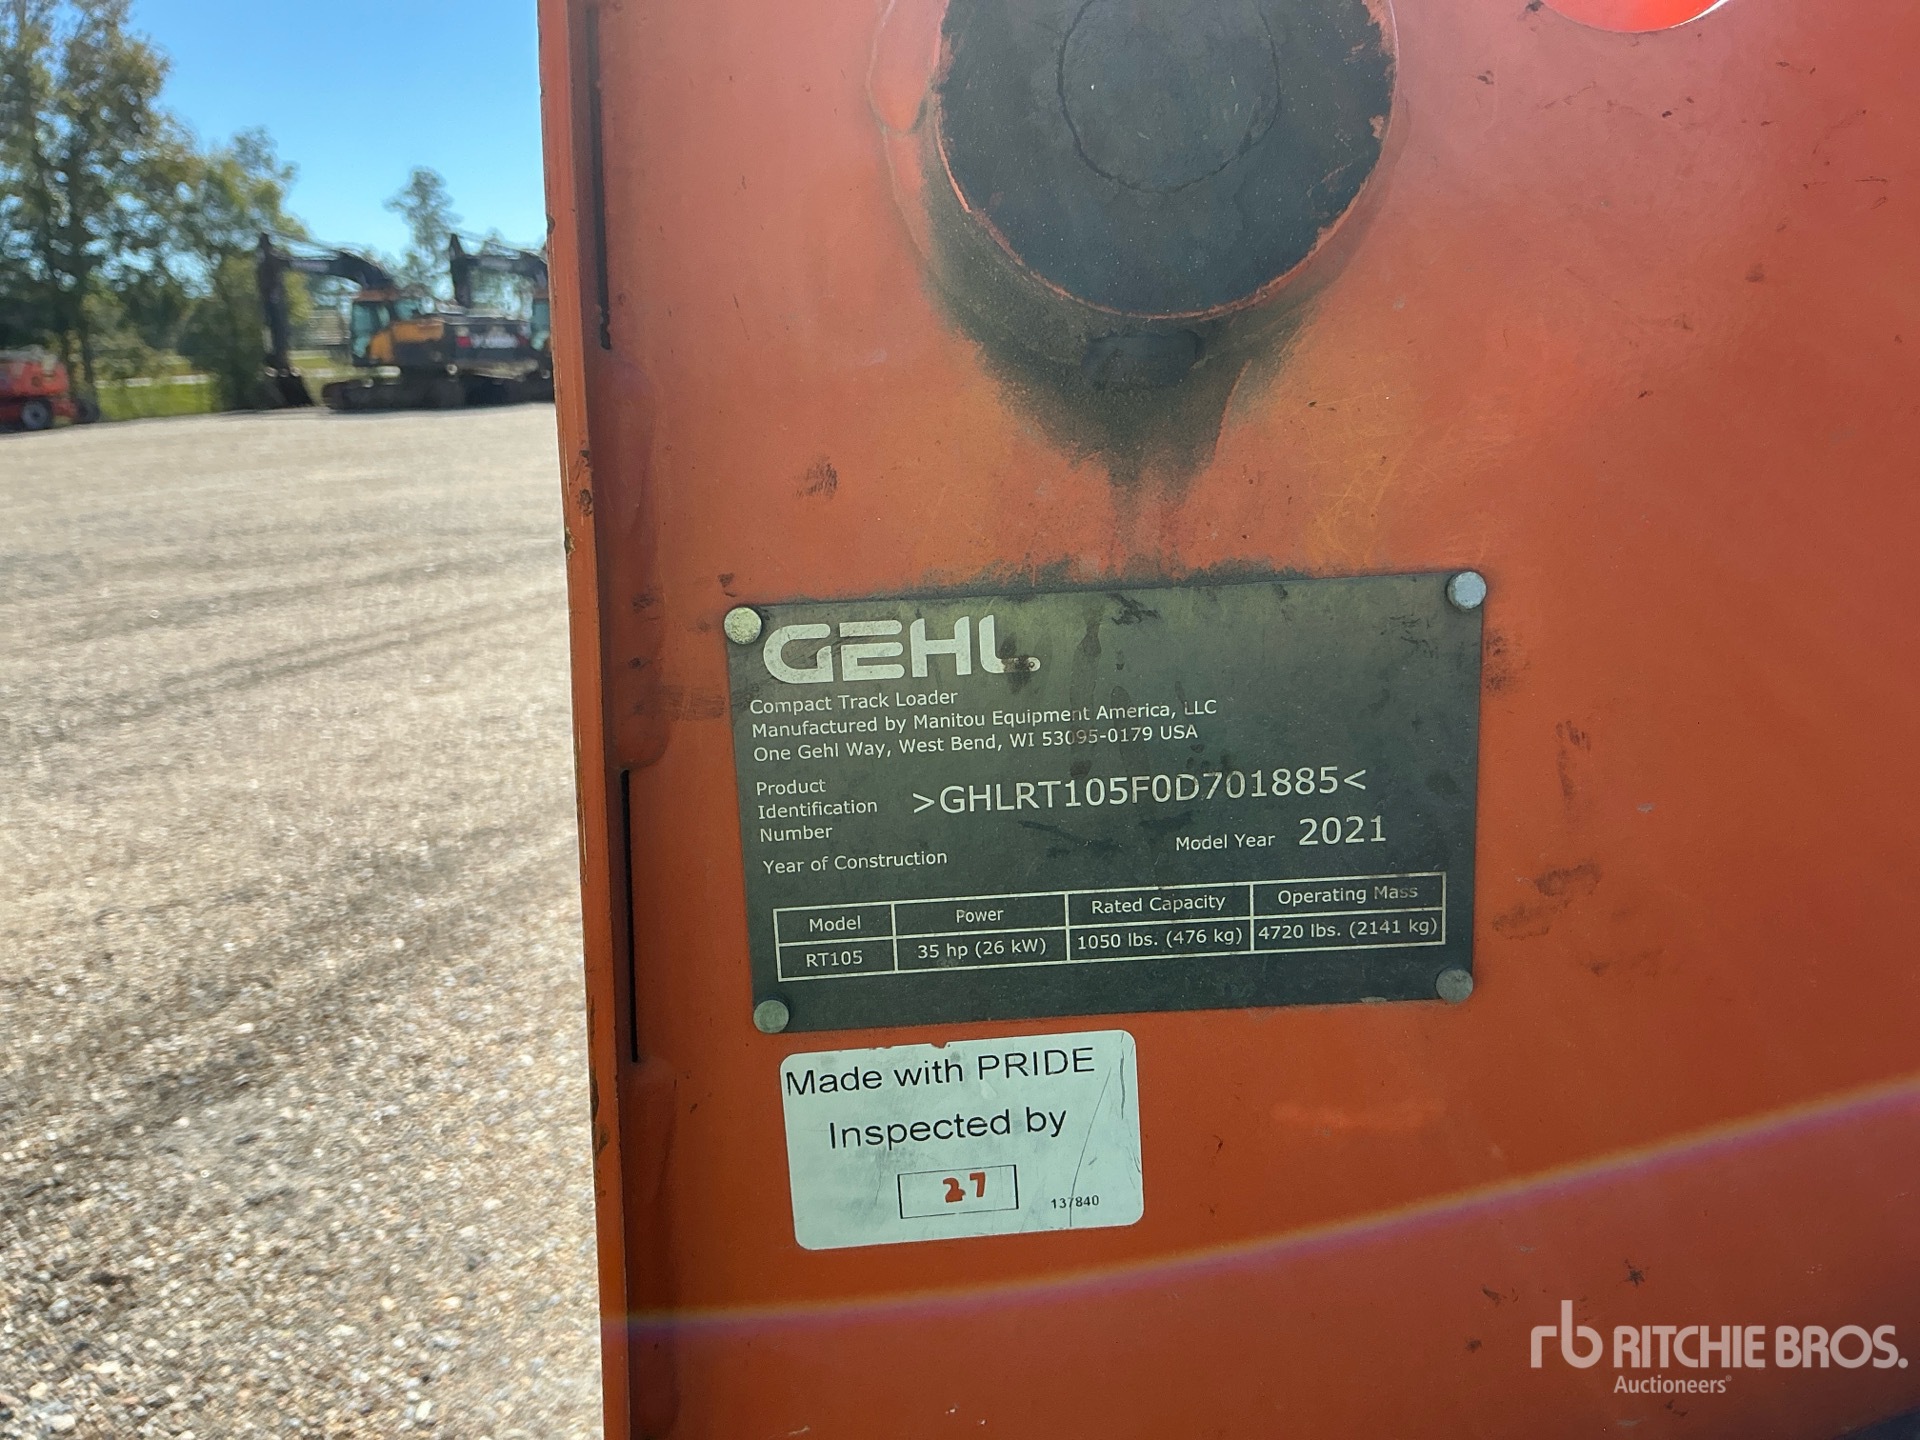 GEHL
Compact Track Loader
Manufactured by Manitou Equipment America, LLC
One Gehl Way, West Bend, WI 53095-0179 USA
Product
Identification
Number
>GHLRT105F0D701885<
Model Year 2021
Year of Construction
Model Power Rated Capacity Operating Mass
RT105 35 hp (26 kW) 1050 lbs. (476 kg) 4720 lbs. (2141 kg)
Made with PRIDE
Inspected by
27
137840
rb RITCHIE BROS.
Auctioneers